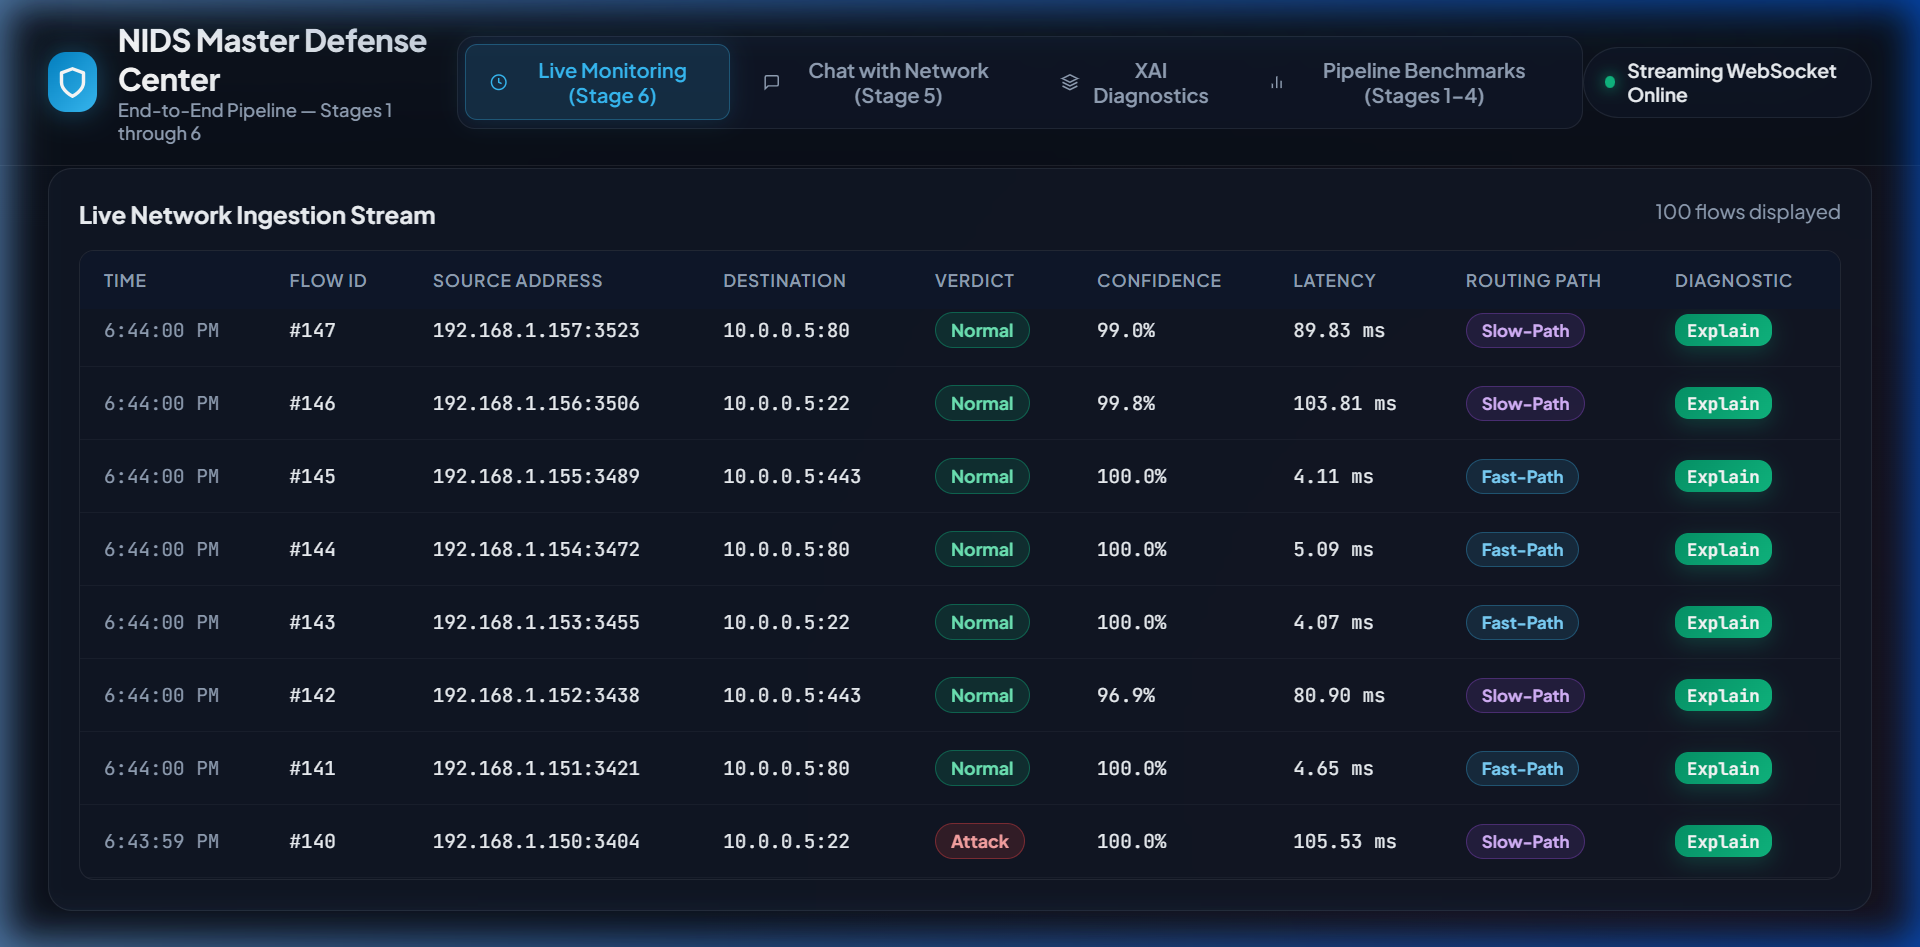 NIDS Master Defense
Center
End-to-End Pipeline — Stages 1
through 6
Live Monitoring
(Stage 6)
Chat with Network
(Stage 5)
XAI
Diagnostics
Pipeline Benchmarks
(Stages 1–4)
Streaming WebSocket
Online
Live Network Ingestion Stream
100 flows displayed
TIME FLOW ID SOURCE ADDRESS DESTINATION VERDICT CONFIDENCE LATENCY ROUTING PATH DIAGNOSTIC
6:44:00 PM #147 192.168.1.157:3523 10.0.0.5:80 Normal 99.0% 89.83 ms Slow-Path Explain
6:44:00 PM #146 192.168.1.156:3506 10.0.0.5:22 Normal 99.8% 103.81 ms Slow-Path Explain
6:44:00 PM #145 192.168.1.155:3489 10.0.0.5:443 Normal 100.0% 4.11 ms Fast-Path Explain
6:44:00 PM #144 192.168.1.154:3472 10.0.0.5:80 Normal 100.0% 5.09 ms Fast-Path Explain
6:44:00 PM #143 192.168.1.153:3455 10.0.0.5:22 Normal 100.0% 4.07 ms Fast-Path Explain
6:44:00 PM #142 192.168.1.152:3438 10.0.0.5:443 Normal 96.9% 80.90 ms Slow-Path Explain
6:44:00 PM #141 192.168.1.151:3421 10.0.0.5:80 Normal 100.0% 4.65 ms Fast-Path Explain
6:43:59 PM #140 192.168.1.150:3404 10.0.0.5:22 Attack 100.0% 105.53 ms Slow-Path Explain